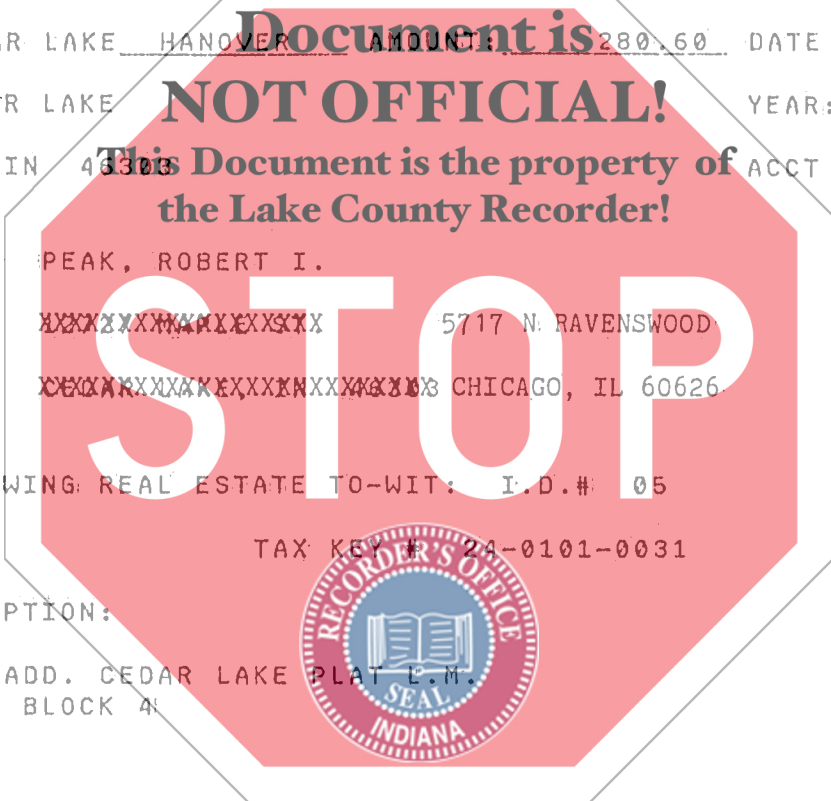 Document is
R LAKE HANOVER AMOUNT: 280.60 DATE
NOT OFFICIAL!
R LAKE YEAR:
This Document is the property of
IN 46303 ACCT
the Lake County Recorder!
PEAK, ROBERT I.
5717 N RAVENSWOOD
CHICAGO, IL 60626
STOP
WING REAL ESTATE TO-WIT: I.D.# 05
TAX KEY # 24-0101-0031
RECORDER'S OFFICE
PTION:
ADD. CEDAR LAKE PLAT L.M.
SEAL
BLOCK 4
INDIANA